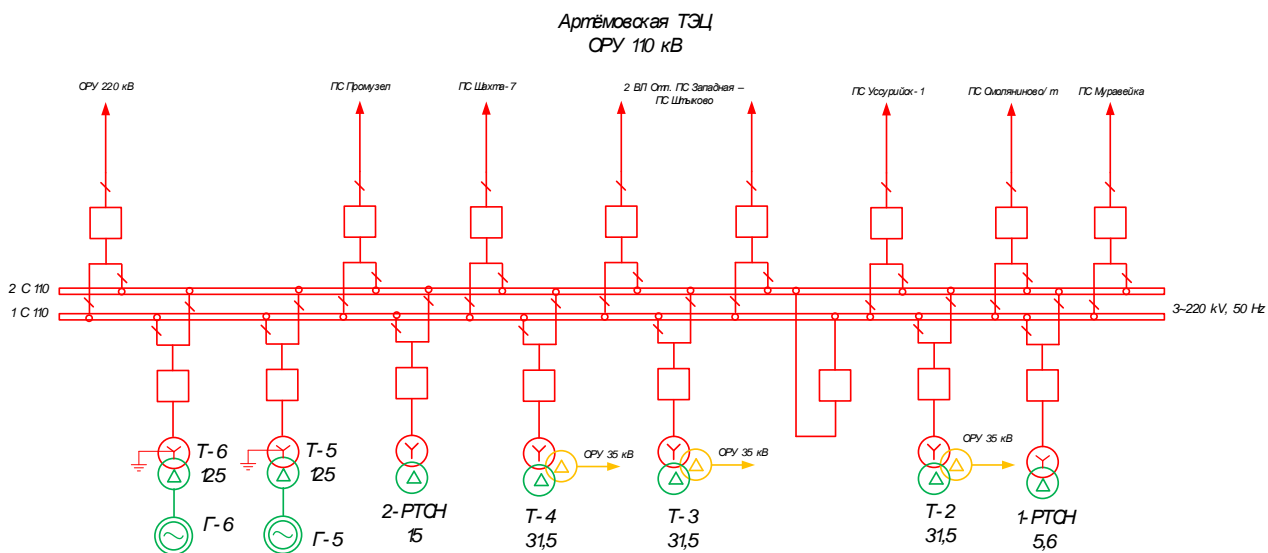 Артёмовская ТЭЦ
ОРУ 110 кВ
ОРУ 220 кВ
ПС Промузел
ПС Шахта-7
2 ВЛ Отп. ПС Западная –
ПС Штыково
ПС Уссурийск-1
ПС Смоляниново/т
ПС Муравейка
2 С 110
1 С 110
3~220 kV, 50 Hz
Т-6
125
Г-6
Т-5
125
Г-5
2-РТСН
15
ОРУ 35 кВ
Т-4
31,5
ОРУ 35 кВ
Т-3
31,5
ОРУ 35 кВ
Т-2
31,5
1-РТСН
5,6